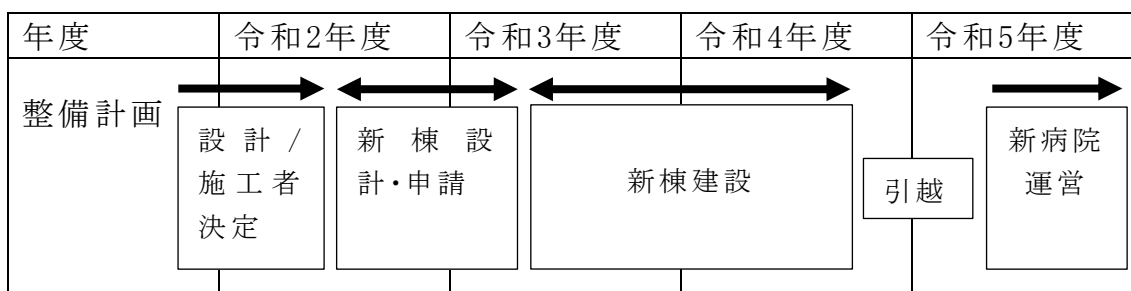 年度
令和2年度
令和3年度
令和4年度
令和5年度
整備計画
設計/
施工者
決定
新棟設
計・申請
新棟建設
引越
新病院
運営